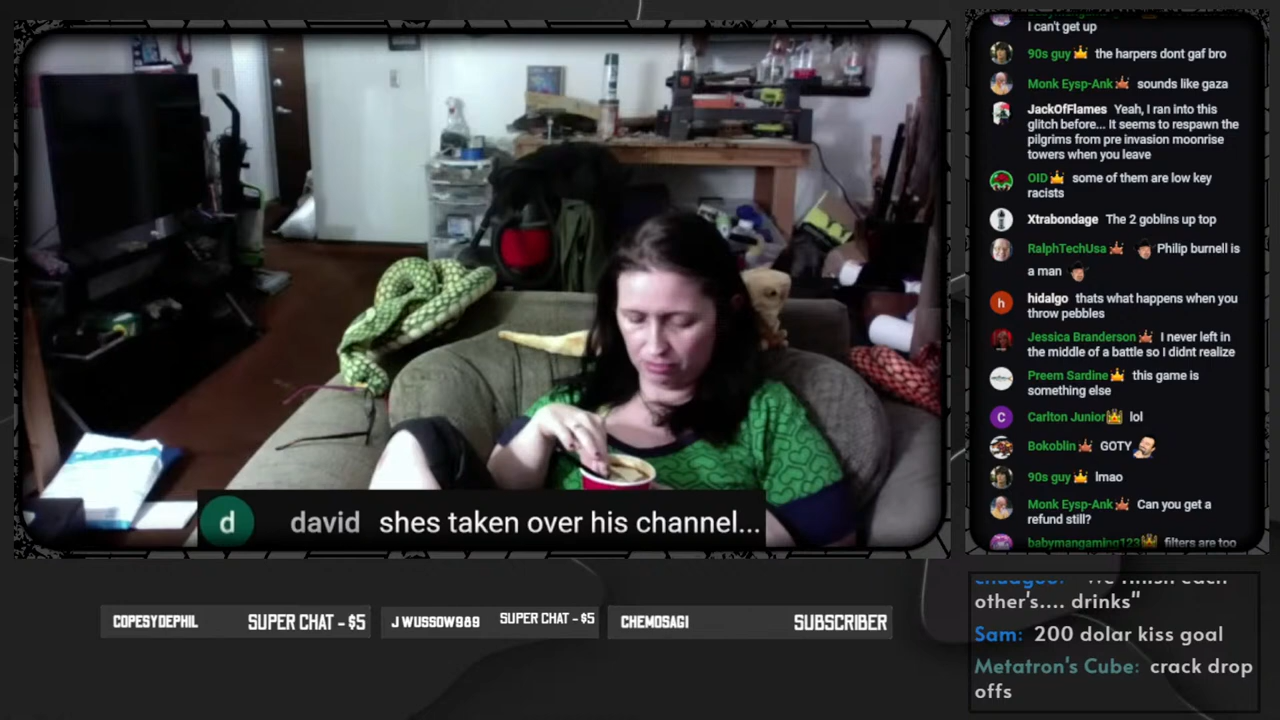 I can't get up
90s guy the harpers dont gaf bro
Monk Eysp-Ank sounds like gaza
JackOfFlames Yeah, I ran into this
glitch before... It seems to respawn the
pilgrims from pre invasion moonrise
towers when you leave
OID some of them are low key
racists
Xtrabondage The 2 goblins up top
RalphTechUsa Philip burnell is
a man
hidalgo thats what happens when you
throw pebbles
Jessica Branderson I never left in
the middle of a battle so I didnt realize
Preem Sardine this game is
something else
Carlton Junior lol
Bokoblin GOTY
90s guy lmao
Monk Eysp-Ank Can you get a
refund still?
babymangaming123 filters are too
d david shes taken over his channel...
COPESYDEPHIL SUPER CHAT - $5
J WUSSOW989 SUPER CHAT - $5
CHEMOSAGI SUBSCRIBER
"We finish each
other's.... drinks"
Sam: 200 dolar kiss goal
Metatron's Cube: crack drop
offs